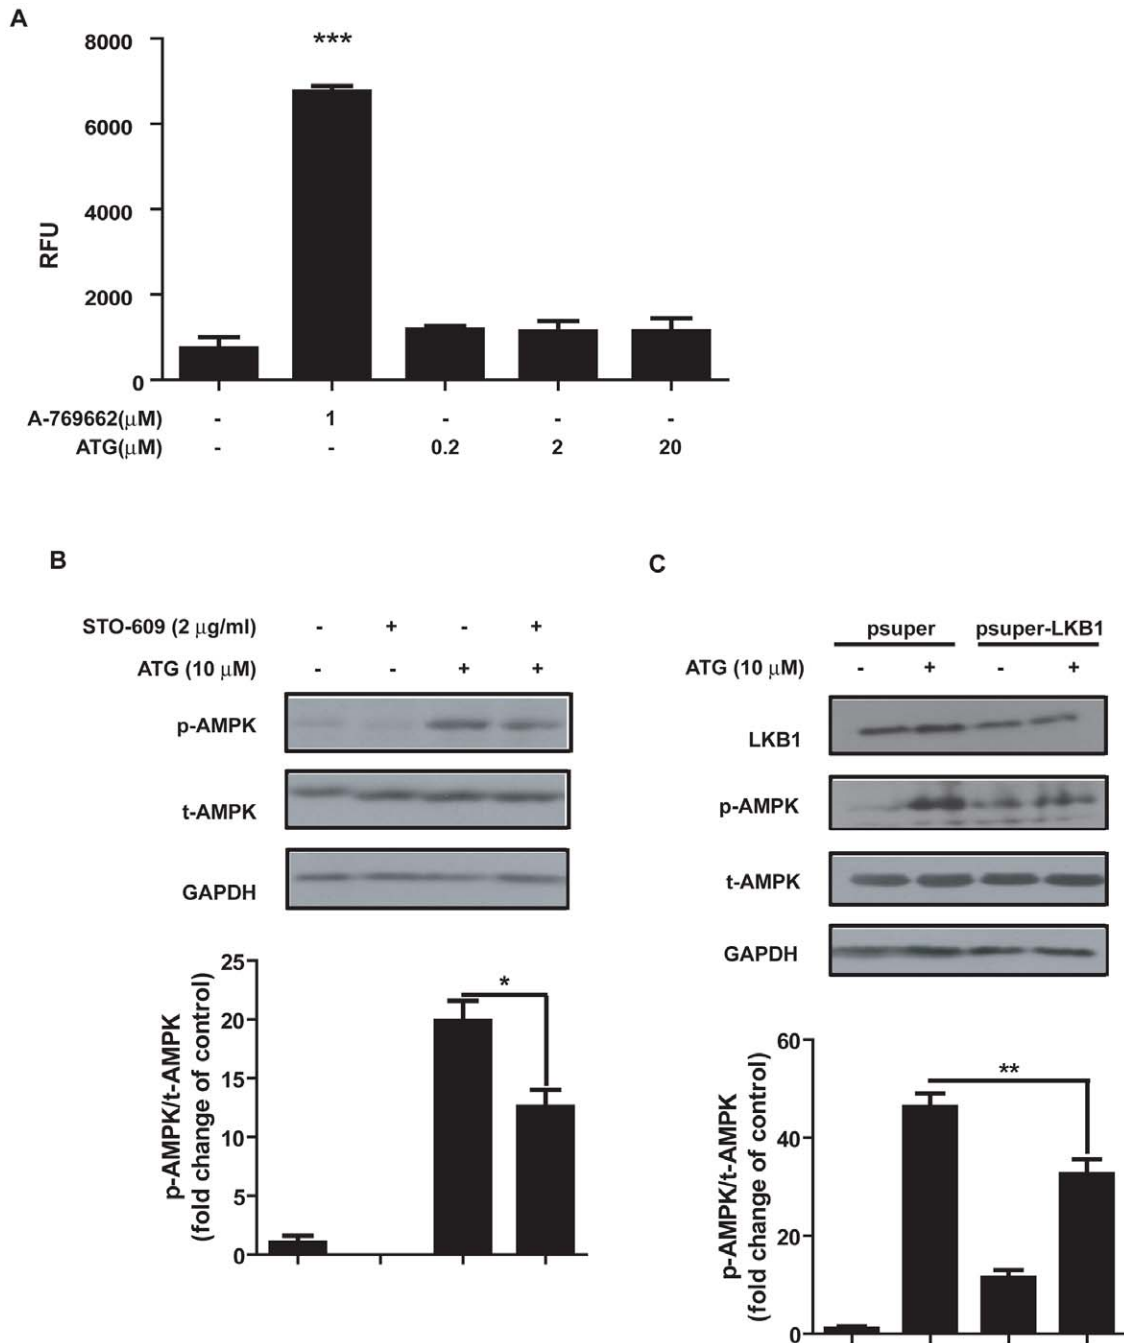 A
***
8000
6000
4000
2000
0
RFU
A-769662(μM) - 1 - - -
ATG(μM) - - 0.2 2 20
B
STO-609 (2 μg/ml) - + - +
ATG (10 μM) - - + +
p-AMPK
t-AMPK
GAPDH
25
20
15
10
5
0
p-AMPK/t-AMPK
(fold change of control)
*
C
psuper psuper-LKB1
ATG (10 μM) - + - +
LKB1
p-AMPK
t-AMPK
GAPDH
60
40
20
0
p-AMPK/t-AMPK
(fold change of control)
**